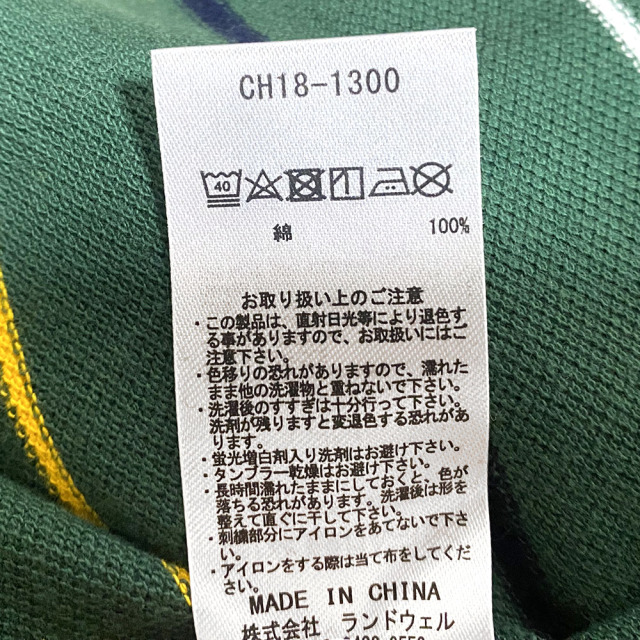 CH18-1300
40
綿 100%
お取り扱い上のご注意
・この製品は、直射日光等により退色す
る事がありますので、お取扱いにはご
注意下さい。
・色移りの恐れがありますので、濡れた
まま他の洗濯物と重ねないで下さい。
・洗濯後のすすぎは十分行って下さい。
洗剤が残りますと変退色する恐れがあ
ります。
・蛍光増白剤入り洗剤はお避け下さい。
・タンブラー乾燥はお避け下さい。
・長時間濡れたままにしておくと、色が
落ちる恐れがあります。洗濯後は形を
整えて直ぐに干して下さい。
・刺繍部分にアイロンをあてないで下さ
い。
・アイロンをする際は当て布をしてくだ
さい。
MADE IN CHINA
株式会社 ランドウェル